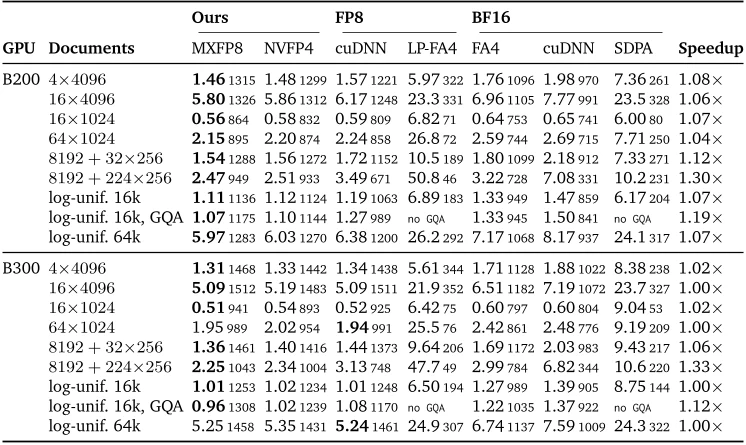 Ours FP8 BF16
GPU Documents MXFP8 NVFP4 cuDNN LP-FA4 FA4 cuDNN SDPA Speedup
B200 4×4096 1.46 1315 1.48 1299 1.57 1221 5.97 322 1.76 1096 1.98 970 7.36 261 1.08×
16×4096 5.80 1326 5.86 1312 6.17 1248 23.3 331 6.96 1105 7.77 991 23.5 328 1.06×
16×1024 0.56 864 0.58 832 0.59 809 6.82 71 0.64 753 0.65 741 6.00 80 1.07×
64×1024 2.15 895 2.20 874 2.24 858 26.8 72 2.59 744 2.69 715 7.71 250 1.04×
8192 + 32×256 1.54 1288 1.56 1272 1.72 1152 10.5 189 1.80 1099 2.18 912 7.33 271 1.12×
8192 + 224×256 2.47 949 2.51 933 3.49 671 50.8 46 3.22 728 7.08 331 10.2 231 1.30×
log-unif. 16k 1.11 1136 1.12 1124 1.19 1063 6.89 183 1.33 949 1.47 859 6.17 204 1.07×
log-unif. 16k, GQA 1.07 1175 1.10 1144 1.27 989 no GQA 1.33 945 1.50 841 no GQA 1.19×
log-unif. 64k 5.97 1283 6.03 1270 6.38 1200 26.2 292 7.17 1068 8.17 937 24.1 317 1.07×
B300 4×4096 1.31 1468 1.33 1442 1.34 1438 5.61 344 1.71 1128 1.88 1022 8.38 238 1.02×
16×4096 5.09 1512 5.19 1483 5.09 1511 21.9 352 6.51 1182 7.19 1072 23.7 327 1.00×
16×1024 0.51 941 0.54 893 0.52 925 6.42 75 0.60 797 0.60 804 9.04 53 1.02×
64×1024 1.95 989 2.02 954 1.94 991 25.5 76 2.42 861 2.48 776 9.19 209 1.00×
8192 + 32×256 1.36 1461 1.40 1416 1.44 1373 9.64 206 1.69 1172 2.03 983 9.43 217 1.06×
8192 + 224×256 2.25 1043 2.34 1004 3.13 748 47.7 49 2.99 784 6.82 344 10.6 220 1.33×
log-unif. 16k 1.01 1253 1.02 1234 1.01 1248 6.50 194 1.27 989 1.39 905 8.75 144 1.00×
log-unif. 16k, GQA 0.96 1308 1.02 1239 1.08 1170 no GQA 1.22 1035 1.37 922 no GQA 1.12×
log-unif. 64k 5.25 1458 5.35 1431 5.24 1461 24.9 307 6.74 1137 7.59 1009 24.3 322 1.00×